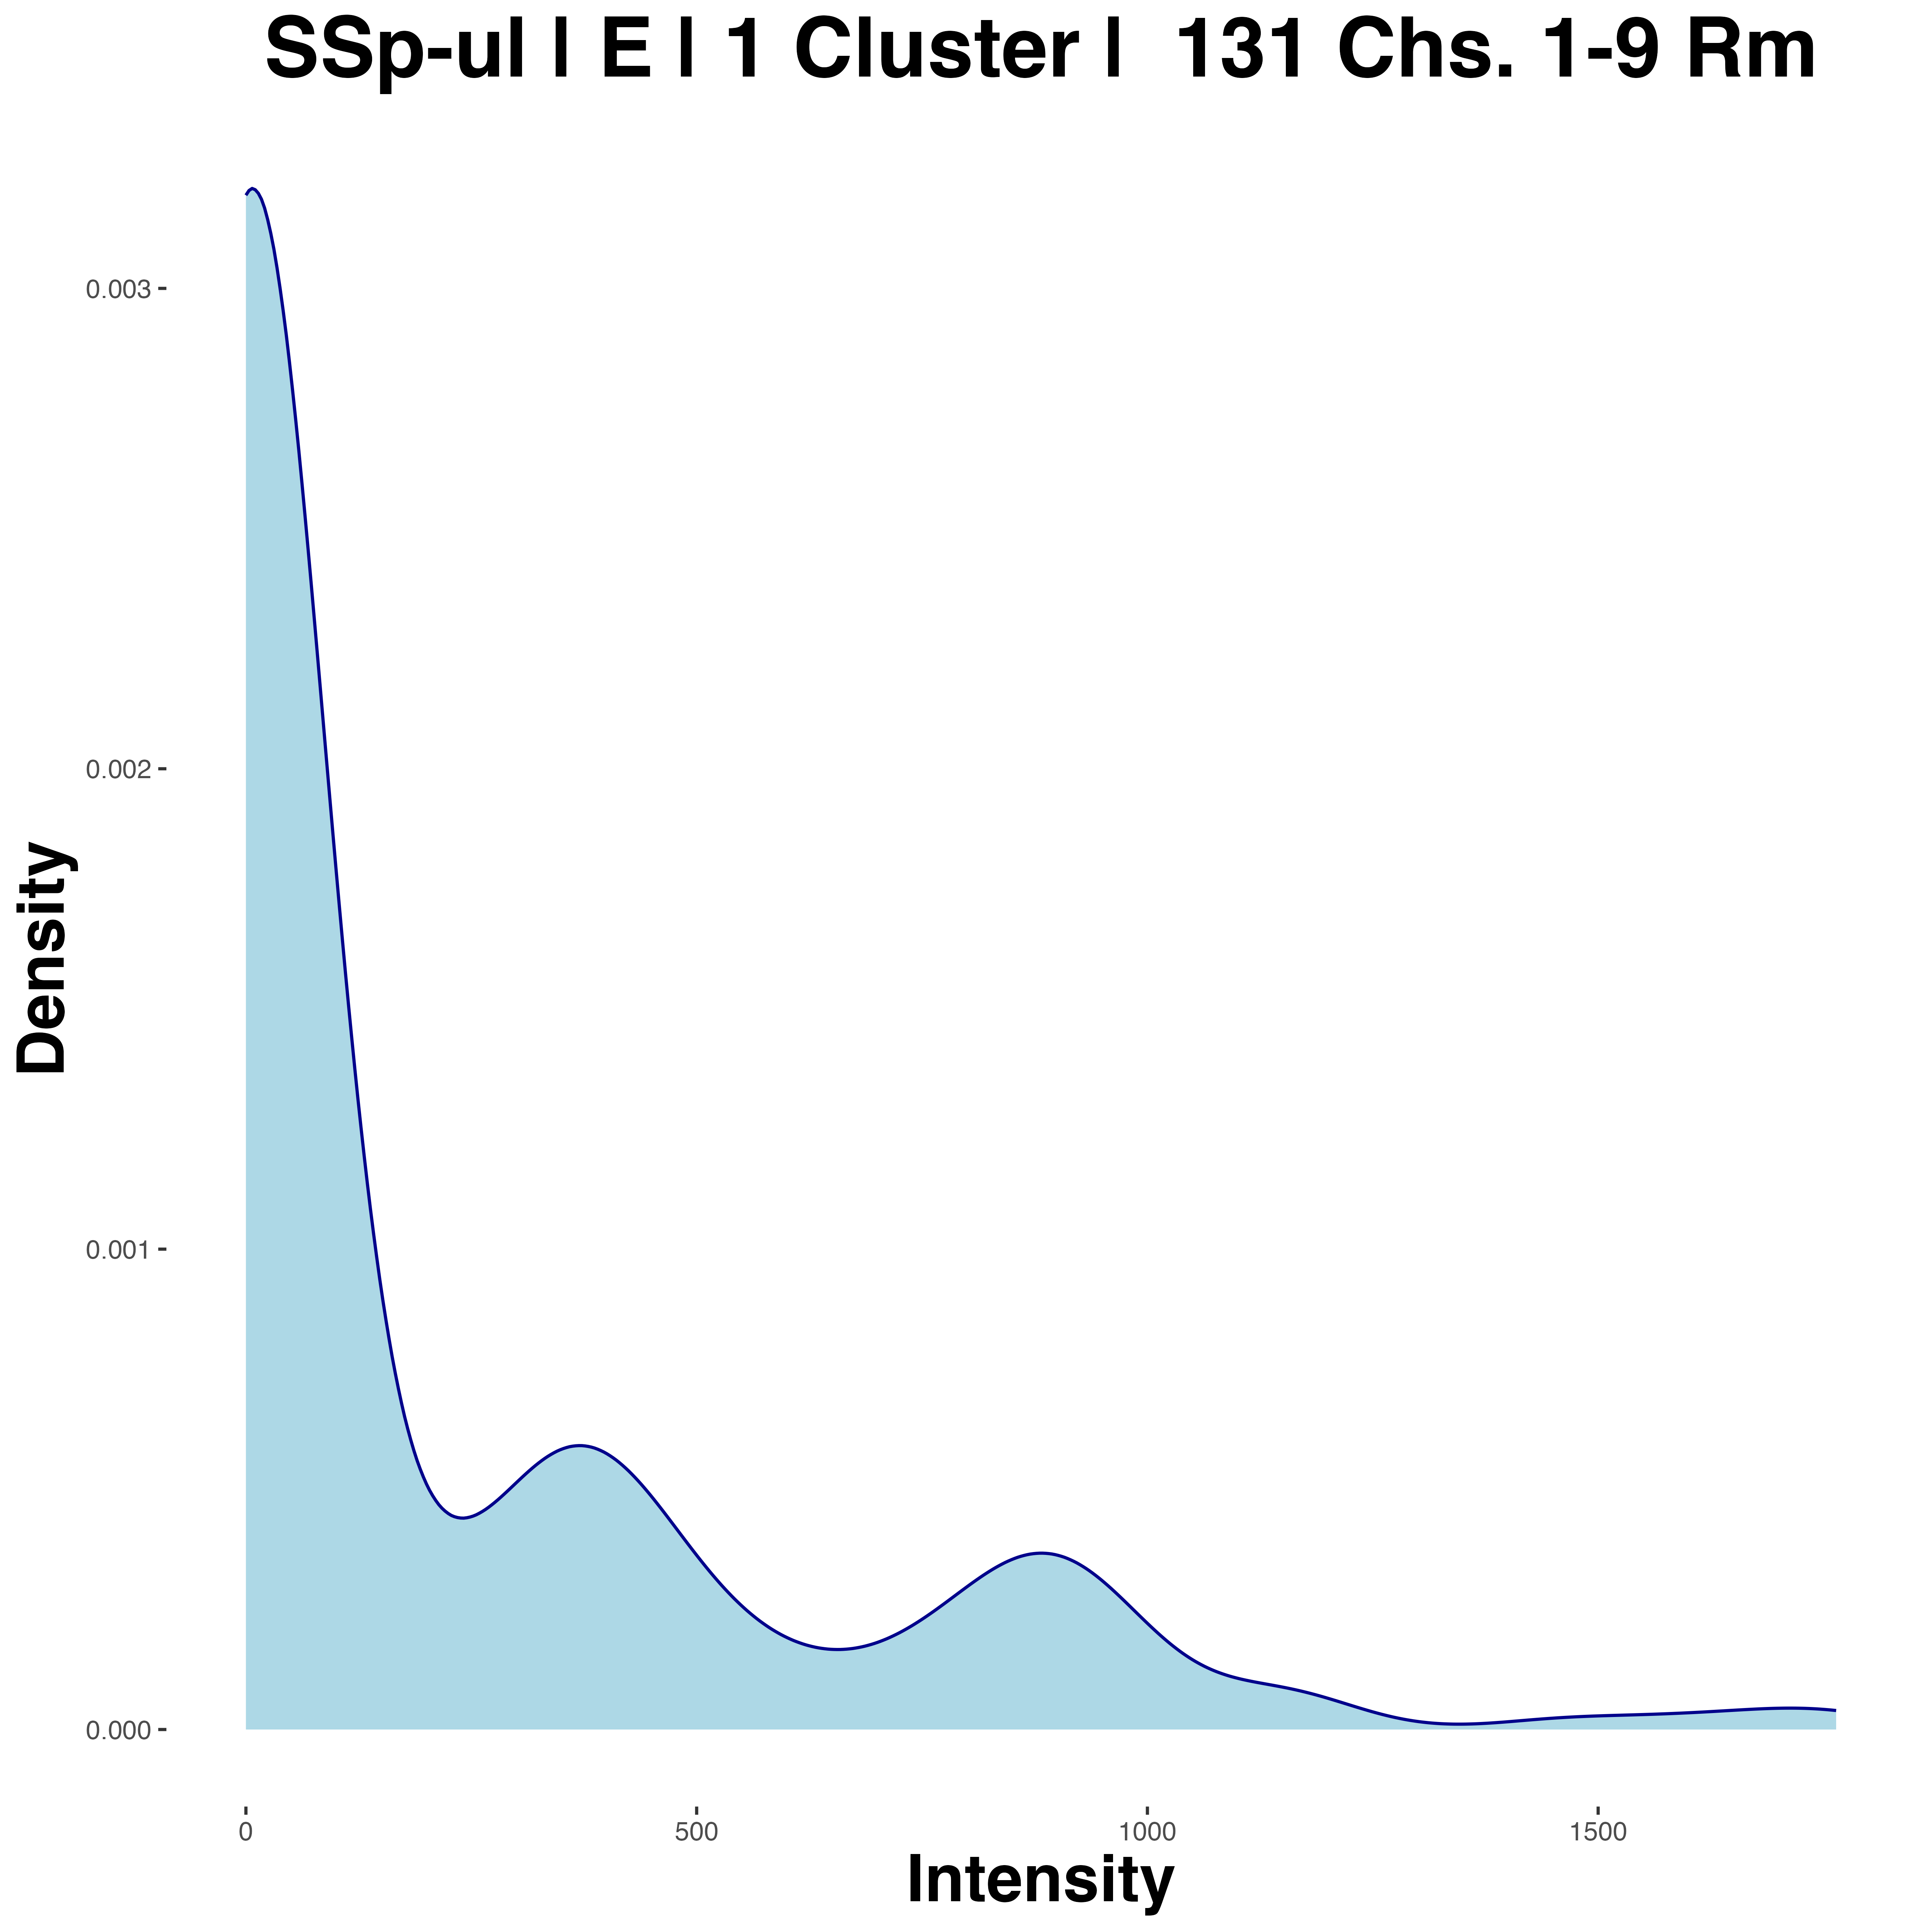 SSp-ul | E | 1 Cluster |  131 Chs. 1-9 Rm
0.003
0.002
0.001
0.000
Density
0 500 1000 1500
Intensity